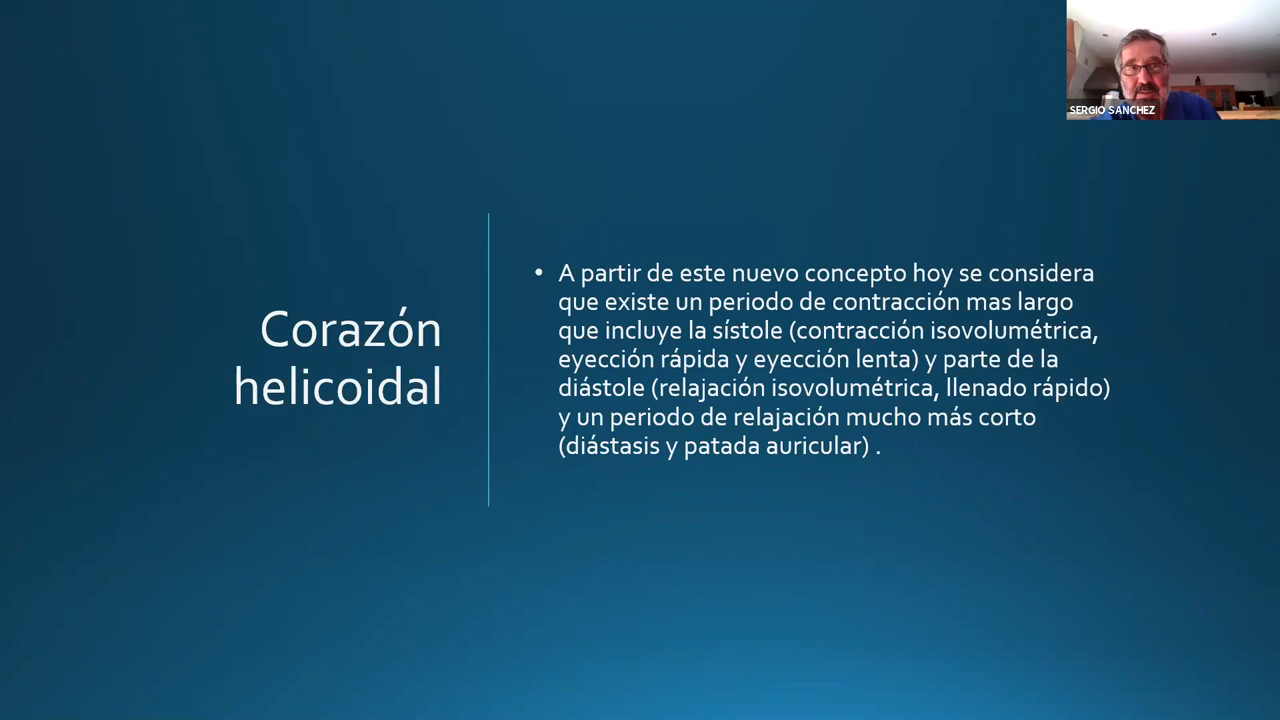 SERGIO SANCHEZ
Corazón
helicoidal
• A partir de este nuevo concepto hoy se considera
que existe un periodo de contracción mas largo
que incluye la sístole (contracción isovolumétrica,
eyección rápida y eyección lenta) y parte de la
diástole (relajación isovolumétrica, llenado rápido)
y un periodo de relajación mucho más corto
(diástasis y patada auricular) .